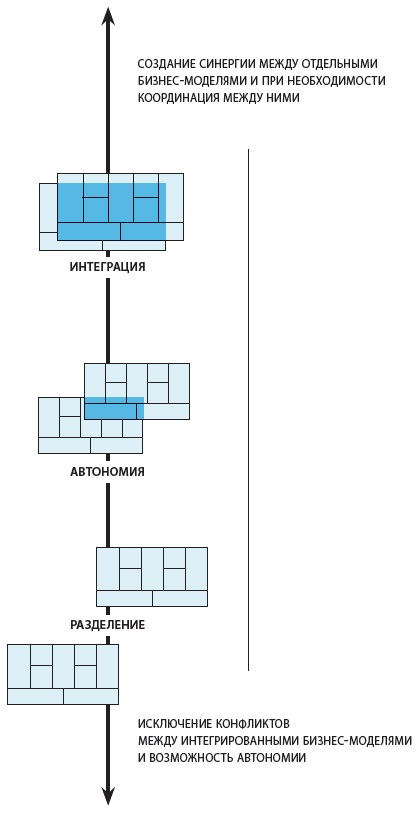 СОЗДАНИЕ СИНЕРГИИ МЕЖДУ ОТДЕЛЬНЫМИ
БИЗНЕС-МОДЕЛЯМИ И ПРИ НЕОБХОДИМОСТИ
КООРДИНАЦИЯ МЕЖДУ НИМИ
ИНТЕГРАЦИЯ
АВТОНОМИЯ
РАЗДЕЛЕНИЕ
ИСКЛЮЧЕНИЕ КОНФЛИКТОВ
МЕЖДУ ИНТЕГРИРОВАННЫМИ БИЗНЕС-МОДЕЛЯМИ
И ВОЗМОЖНОСТЬ АВТОНОМИИ